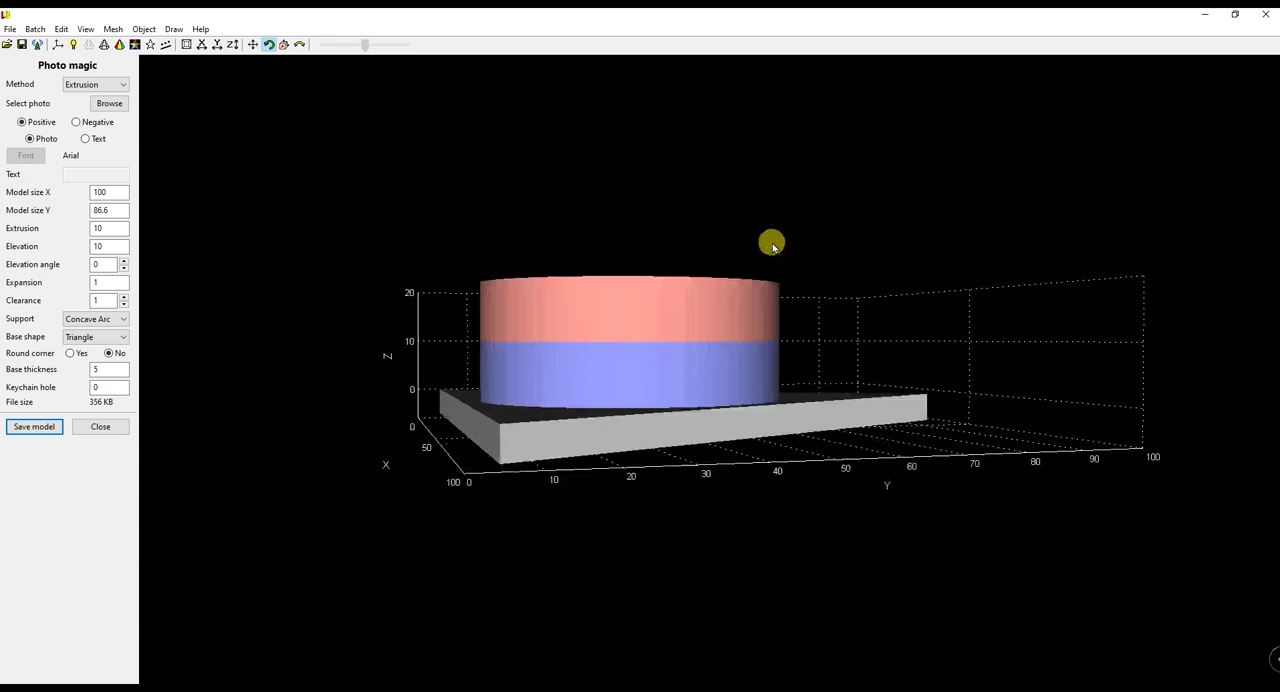 File Batch Edit View Mesh Object Draw Help
Photo magic
Method Extrusion
Select photo Browse
Positive Negative
Photo Text
Font Arial
Text
Model size X 100
Model size Y 86.6
Extrusion 10
Elevation 10
Elevation angle 0
Expansion 1
Clearance 1
Support Concave Arc
Base shape Triangle
Round corner Yes No
Base thickness 5
Keychain hole 0
File size 356 KB
Save model Close
20
10
0
Z
0
50
100
X
0 10 20 30 40 50 60 70 80 90 100
Y